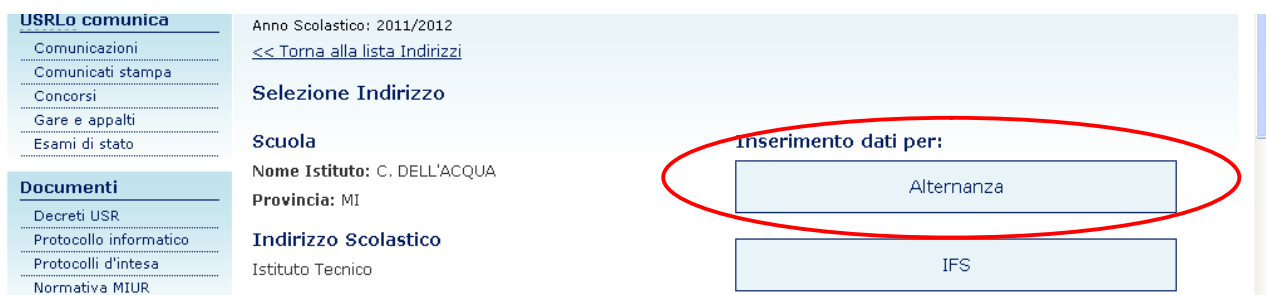 USRLo comunica
Comunicazioni
Comunicati stampa
Concorsi
Gare e appalti
Esami di stato
Documenti
Decreti USR
Protocollo informatico
Protocolli d'intesa
Normativa MIUR
Anno Scolastico: 2011/2012
<< Torna alla lista Indirizzi
Selezione Indirizzo
Scuola
Nome Istituto: C. DELL'ACQUA
Provincia: MI
Indirizzo Scolastico
Istituto Tecnico
Inserimento dati per:
Alternanza
IFS